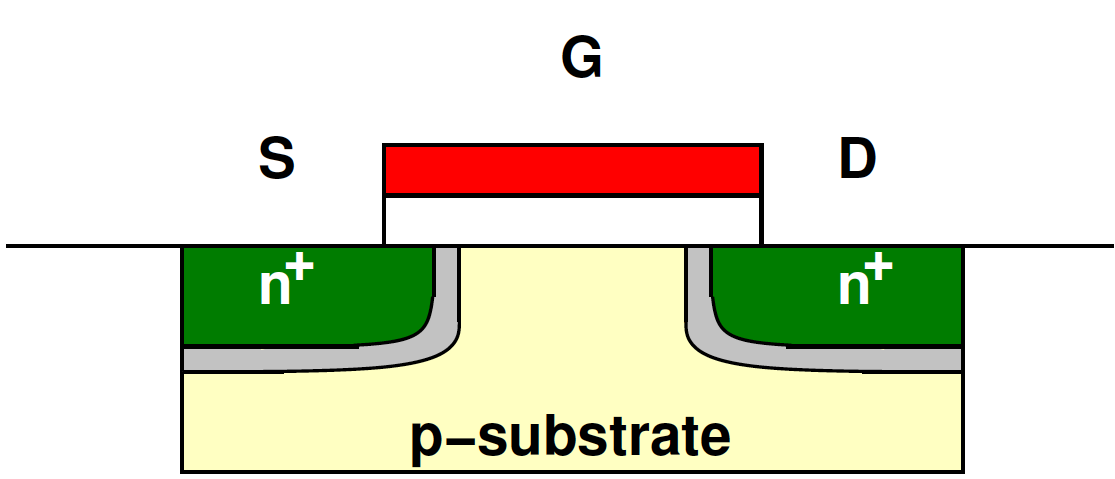 G
S
D
n+
n+
p–substrate